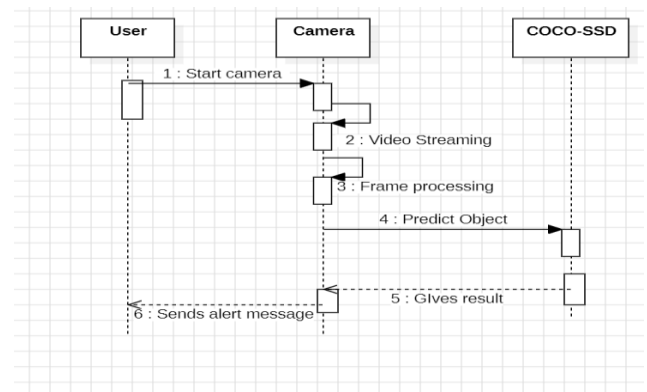 User
Camera
COCO-SSD
1 : Start camera
2 : Video Streaming
3 : Frame processing
4 : Predict Object
5 : GIves result
6 : Sends alert message